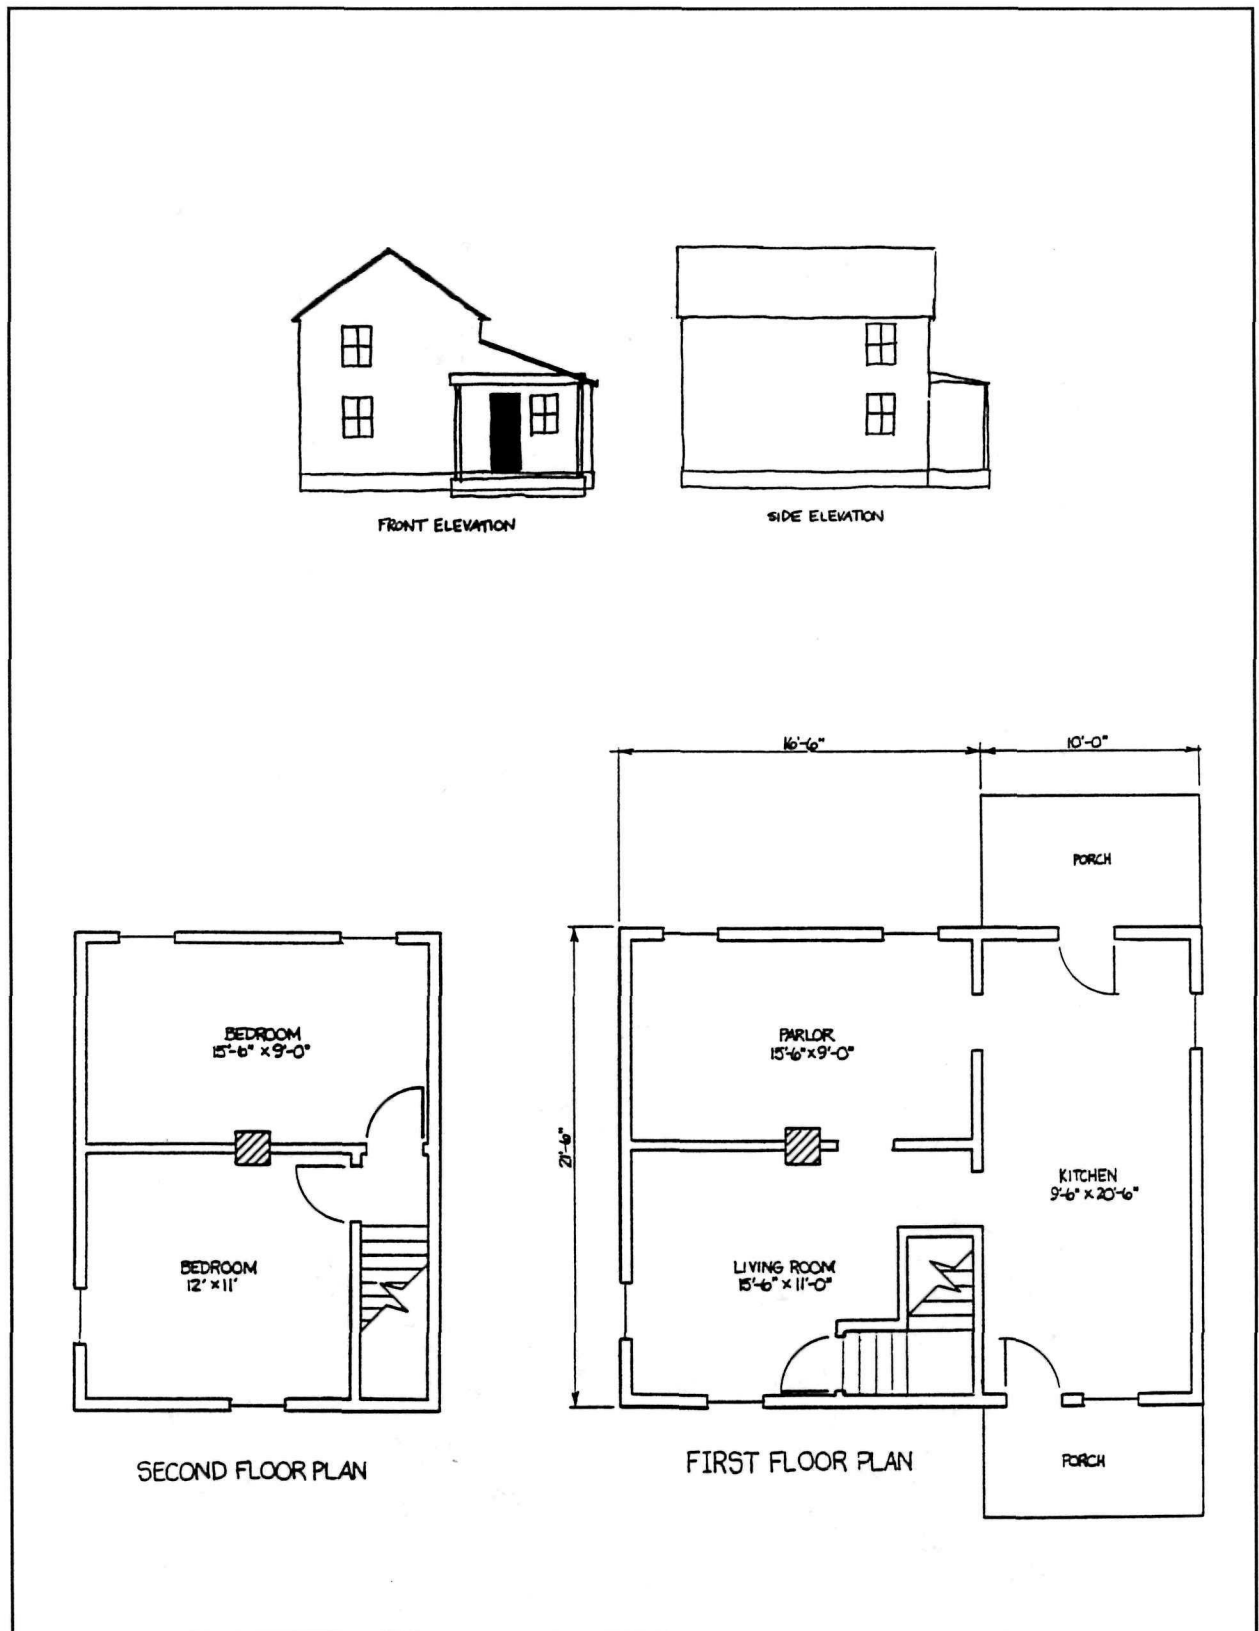 FRONT ELEVATION
SIDE ELEVATION
16'-6"
10'-0"
PORCH
BEDROOM
15'-6" x 9'-0"
PARLOR
15'-6" x 9'-0"
21'-6"
KITCHEN
9'-6" x 20'-6"
BEDROOM
12' x 11'
LIVING ROOM
15'-6" x 11'-0"
SECOND FLOOR PLAN
FIRST FLOOR PLAN
PORCH